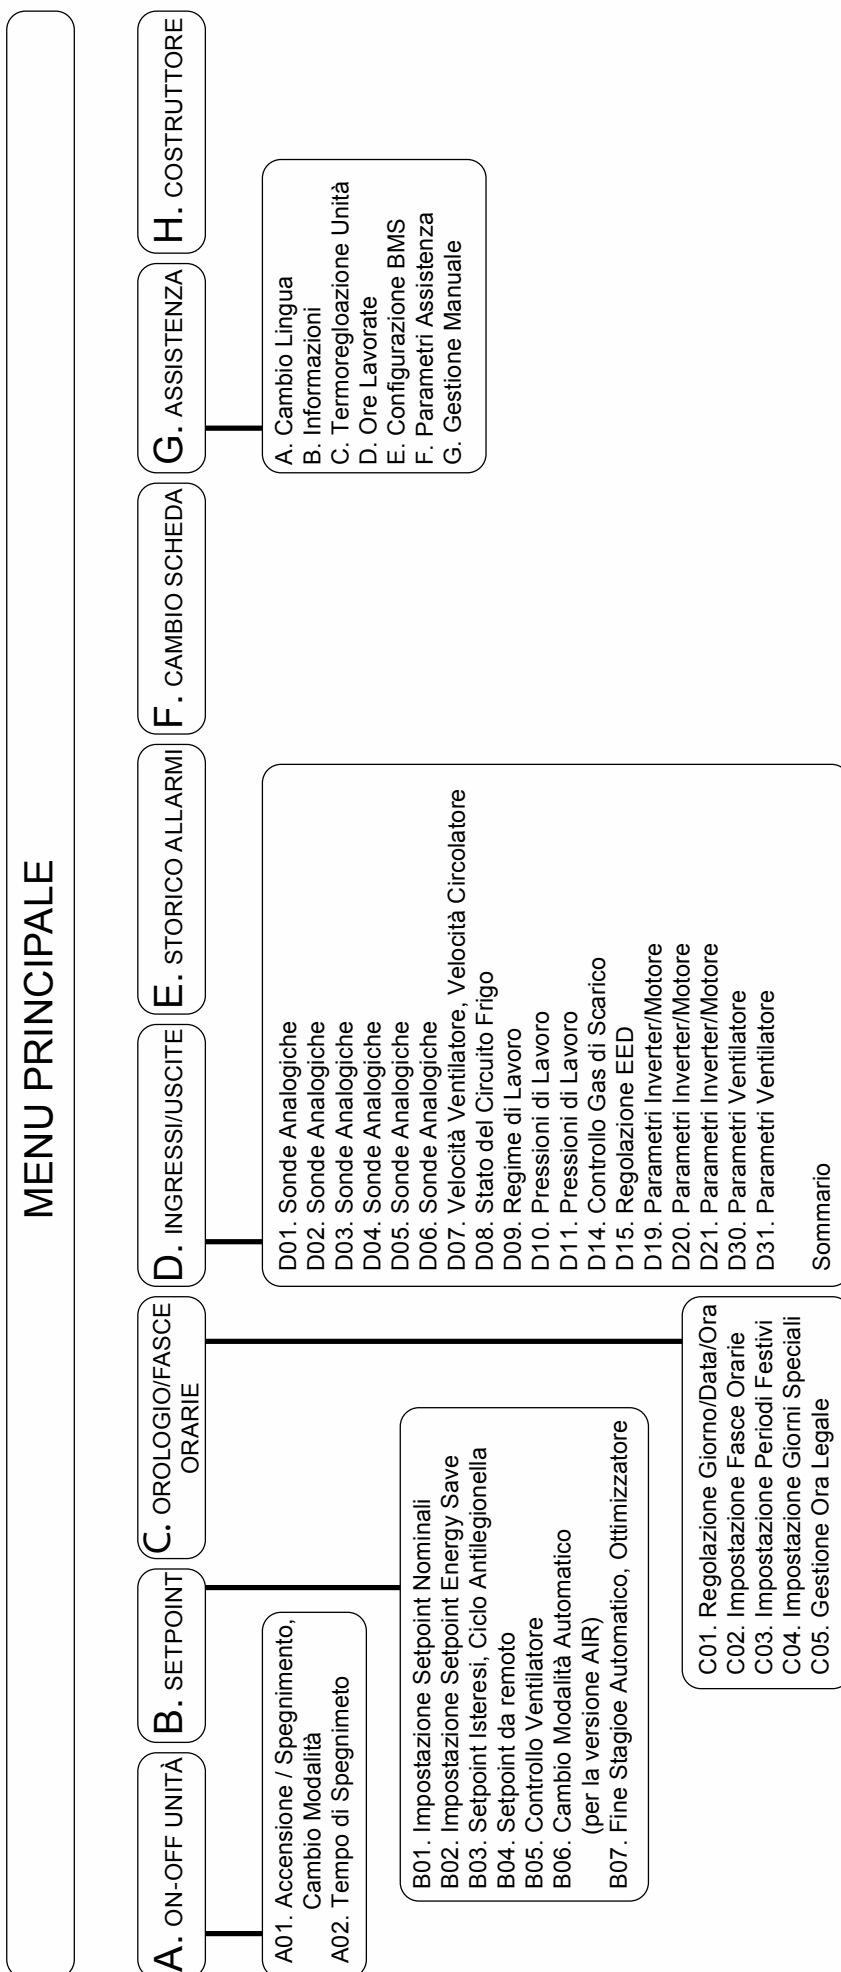 MENU PRINCIPALE
A. ON-OFF UNITÀ
A01. Accensione / Spegnimento,
Cambio Modalità
A02. Tempo di Spegnimeto
B. SETPOINT
B01. Impostazione Setpoint Nominali
B02. Impostazione Setpoint Energy Save
B03. Setpoint Isteresi, Ciclo Antilegionella
B04. Setpoint da remoto
B05. Controllo Ventilatore
B06. Cambio Modalità Automatico
(per la versione AIR)
B07. Fine Stagioe Automatico, Ottimizzatore
C. OROLOGIO/FASCE
ORARIE
C01. Regolazione Giorno/Data/Ora
C02. Impostazione Fasce Orarie
C03. Impostazione Periodi Festivi
C04. Impostazione Giorni Speciali
C05. Gestione Ora Legale
D. INGRESSI/USCITE
D01. Sonde Analogiche
D02. Sonde Analogiche
D03. Sonde Analogiche
D04. Sonde Analogiche
D05. Sonde Analogiche
D06. Sonde Analogiche
D07. Velocità Ventilatore, Velocità Circolatore
D08. Stato del Circuito Frigo
D09. Regime di Lavoro
D10. Pressioni di Lavoro
D11. Pressioni di Lavoro
D14. Controllo Gas di Scarico
D15. Regolazione EED
D19. Parametri Inverter/Motore
D20. Parametri Inverter/Motore
D21. Parametri Inverter/Motore
D30. Parametri Ventilatore
D31. Parametri Ventilatore
Sommario
E. STORICO ALLARMI
F. CAMBIO SCHEDA
G. ASSISTENZA
A. Cambio Lingua
B. Informazioni
C. Termoregloazione Unità
D. Ore Lavorate
E. Configurazione BMS
F. Parametri Assistenza
G. Gestione Manuale
H. COSTRUTTORE